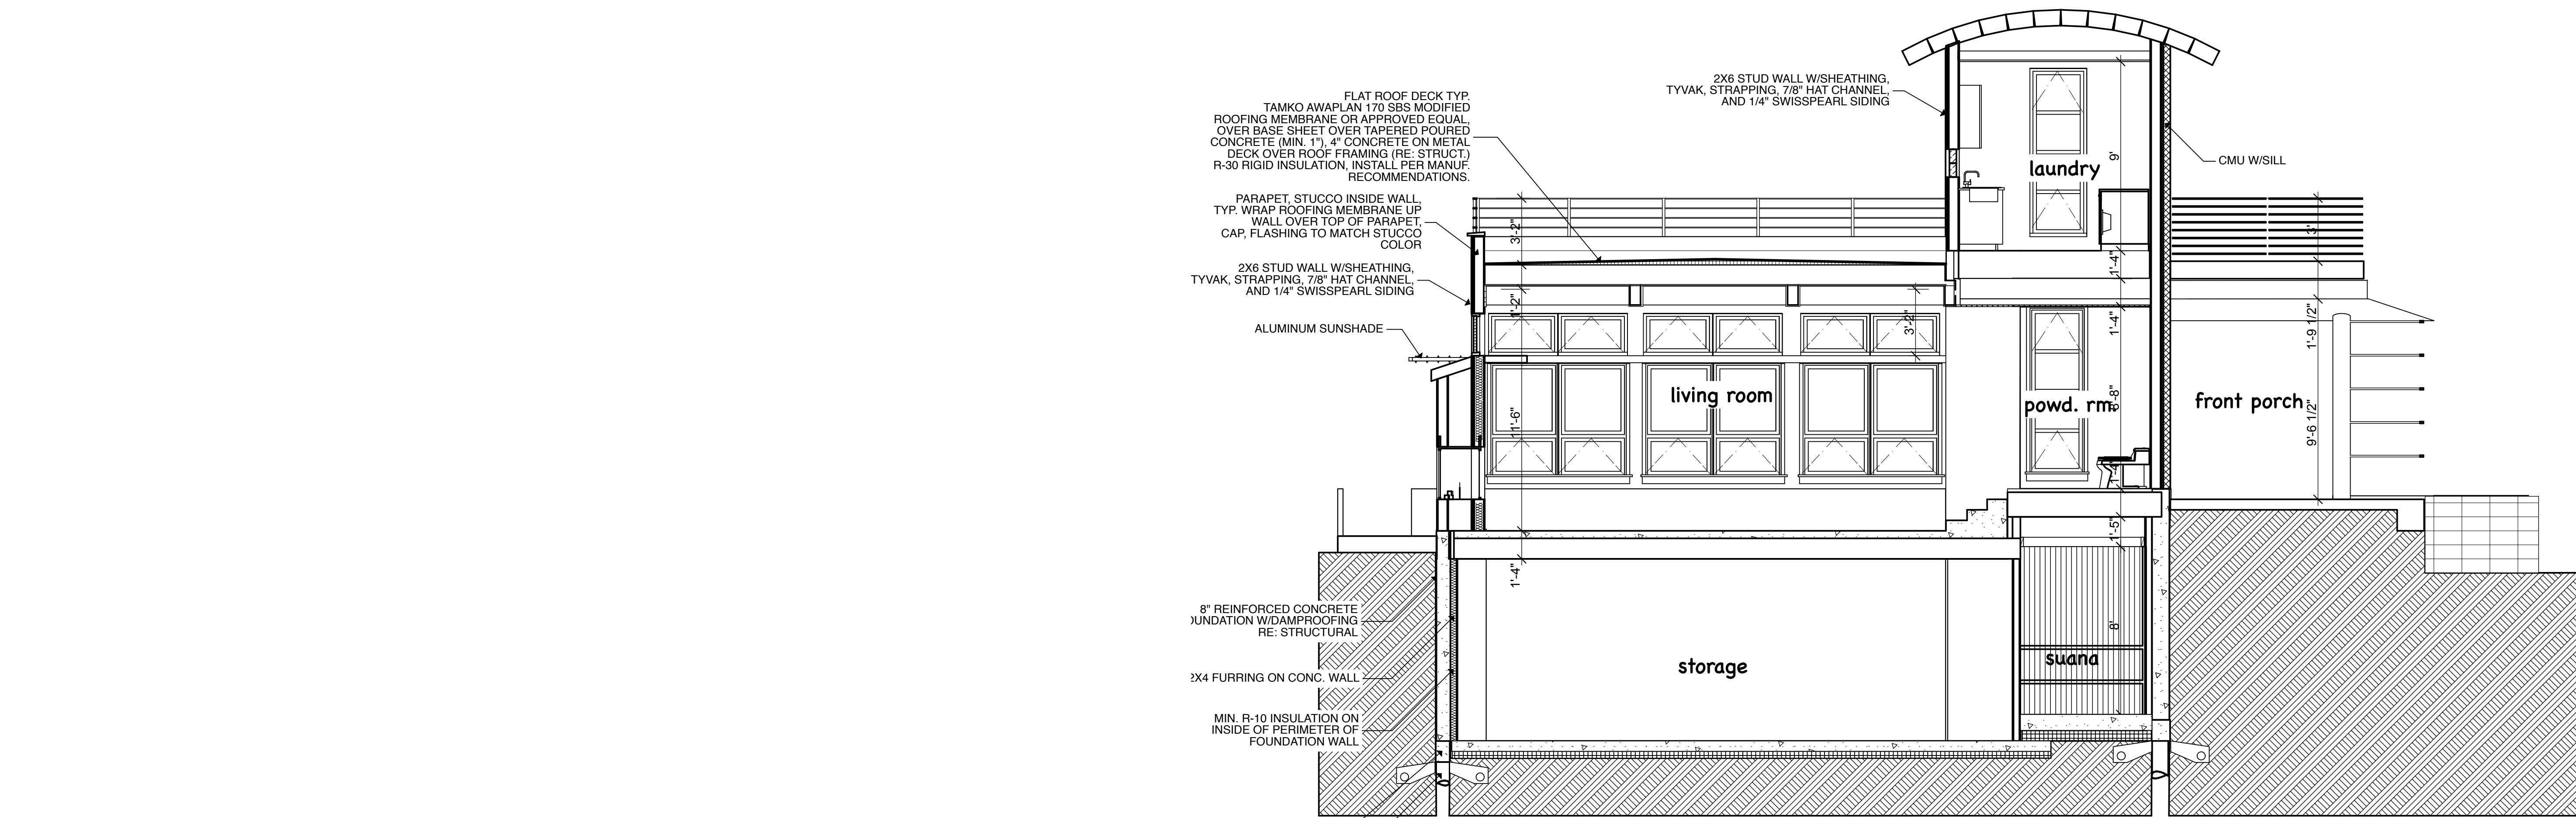 2X6 STUD WALL W/SHEATHING,
TYVAK, STRAPPING, 7/8" HAT CHANNEL,
AND 1/4" SWISSPEARL SIDING
FLAT ROOF DECK TYP.
TAMKO AWAPLAN 170 SBS MODIFIED
ROOFING MEMBRANE OR APPROVED EQUAL,
OVER BASE SHEET OVER TAPERED POURED
CONCRETE (MIN. 1"), 4" CONCRETE ON METAL
DECK OVER ROOF FRAMING (RE: STRUCT.)
R-30 RIGID INSULATION, INSTALL PER MANUF.
RECOMMENDATIONS.
PARAPET, STUCCO INSIDE WALL,
TYP. WRAP ROOFING MEMBRANE UP
WALL OVER TOP OF PARAPET,
CAP, FLASHING TO MATCH STUCCO
COLOR
2X6 STUD WALL W/SHEATHING,
TYVAK, STRAPPING, 7/8" HAT CHANNEL,
AND 1/4" SWISSPEARL SIDING
ALUMINUM SUNSHADE
8" REINFORCED CONCRETE
OUNDATION W/DAMPROOFING
RE: STRUCTURAL
2X4 FURRING ON CONC. WALL
MIN. R-10 INSULATION ON
INSIDE OF PERIMETER OF
FOUNDATION WALL
3'-2"
1'-2"
11'-6"
1'-4"
living room
3'-2"
storage
9'
laundry
1'-4"
1'-4"
powd. rm.
1'-4"
1'-5"
8'
suana
CMU W/SILL
3'
1'-9 1/2"
front porch
9'-6 1/2"